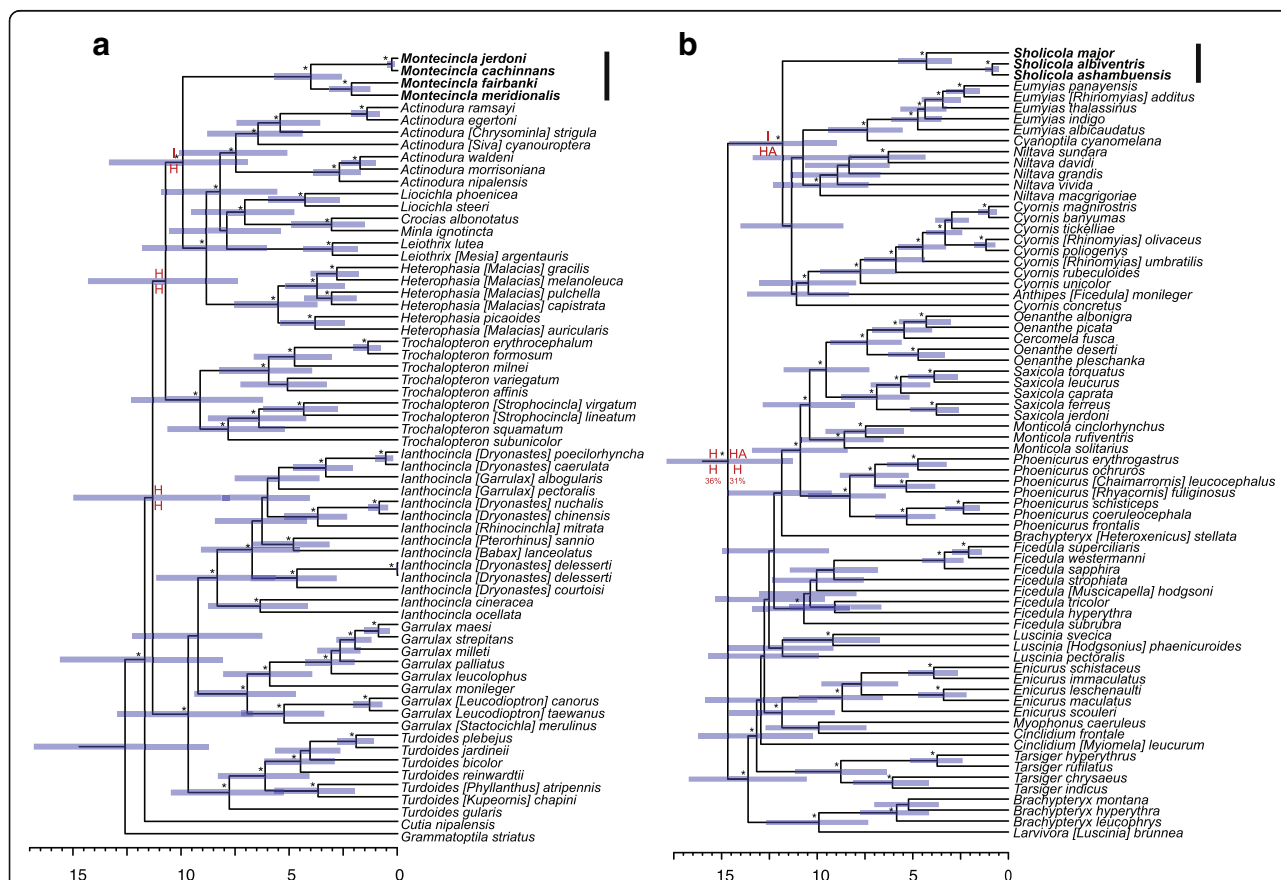 a
Montecincla jerdoni
Montecincla cachinnans
Montecincla fairbanki
Montecincla meridionalis
Actinodura ramsayi
Actinodura egertoni
Actinodura [Chrysominla] strigula
Actinodura [Siva] cyanouroptera
Actinodura waldeni
Actinodura morrisoniana
Actinodura nipalensis
Liocichla phoenicea
Liocichla steeri
Crocias albonotatus
Minla ignotincta
Leiothrix lutea
Leiothrix [Mesia] argentauris
Heterophasia [Malacias] gracilis
Heterophasia [Malacias] melanoleuca
Heterophasia [Malacias] pulchella
Heterophasia [Malacias] capistrata
Heterophasia picaoides
Heterophasia [Malacias] auricularis
Trochalopteron erythrocephalum
Trochalopteron formosum
Trochalopteron milnei
Trochalopteron variegatum
Trochalopteron affinis
Trochalopteron [Strophocincla] virgatum
Trochalopteron [Strophocincla] lineatum
Trochalopteron squamatum
Trochalopteron subunicolor
Ianthocincla [Dryonastes] poecilorhyncha
Ianthocincla [Dryonastes] caerulata
Ianthocincla [Garrulax] albogularis
Ianthocincla [Garrulax] pectoralis
Ianthocincla [Dryonastes] nuchalis
Ianthocincla [Dryonastes] chinensis
Ianthocincla [Rhinocincla] mitrata
Ianthocincla [Pterorhinus] sannio
Ianthocincla [Babax] lanceolatus
Ianthocincla [Dryonastes] delesserti
Ianthocincla [Dryonastes] delesserti
Ianthocincla [Dryonastes] courtoisi
Ianthocincla cineracea
Ianthocincla ocellata
Garrulax maesi
Garrulax strepitans
Garrulax milleti
Garrulax palliatus
Garrulax leucolophus
Garrulax monileger
Garrulax [Leucodioptron] canorus
Garrulax Leucodioptron] taewanus
Garrulax [Stactocichla] merulinus
Turdoides plebejus
Turdoides jardineii
Turdoides bicolor
Turdoides reinwardtii
Turdoides [Phyllanthus] atripennis
Turdoides [Kupeornis] chapini
Turdoides gularis
Cutia nipalensis
Grammatoptila striatus
I
H
H
H
H
H
15 10 5 0
b
Sholicola major
Sholicola albiventris
Sholicola ashambuensis
Eumyias panayensis
Eumyias [Rhinomyias] additus
Eumyias thalassinus
Eumyias indigo
Eumyias albicaudatus
Cyanoptila cyanomelana
Niltava sundara
Niltava davidi
Niltava grandis
Niltava vivida
Niltava macgrigoriae
Cyornis magnirostris
Cyornis banyumas
Cyornis tickelliae
Cyornis [Rhinomyias] olivaceus
Cyornis poliogenys
Cyornis [Rhinomyias] umbratilis
Cyornis rubeculoides
Cyornis unicolor
Anthipes [Ficedula] monileger
Cyornis concretus
Oenanthe albonigra
Oenanthe picata
Cercomela fusca
Oenanthe deserti
Oenanthe pleschanka
Saxicola torquatus
Saxicola leucurus
Saxicola caprata
Saxicola ferreus
Saxicola jerdoni
Monticola cinclorhynchus
Monticola rufiventris
Monticola solitarius
Phoenicurus erythrogastrus
Phoenicurus ochruros
Phoenicurus [Chaimarrornis] leucocephalus
Phoenicurus [Rhyacornis] fuliginosus
Phoenicurus schisticeps
Phoenicurus coeruleocephala
Phoenicurus frontalis
Brachypteryx [Heteroxenicus] stellata
Ficedula superciliaris
Ficedula westermanni
Ficedula sapphira
Ficedula strophiata
Ficedula [Muscicapella] hodgsoni
Ficedula tricolor
Ficedula hyperythra
Ficedula subrubra
Luscinia svecica
Luscinia [Hodgsonius] phaenicuroides
Luscinia pectoralis
Enicurus schistaceus
Enicurus immaculatus
Enicurus leschenaulti
Enicurus maculatus
Enicurus scouleri
Myophonus caeruleus
Cinclidium frontale
Cinclidium [Myiomela] leucurum
Tarsiger hyperythrus
Tarsiger rufilatus
Tarsiger chrysaeus
Tarsiger indicus
Brachypteryx montana
Brachypteryx hyperythra
Brachypteryx leucophrys
Larvivora [Luscinia] brunnea
I
HA
H HA
H H
36% 31%
15 10 5 0